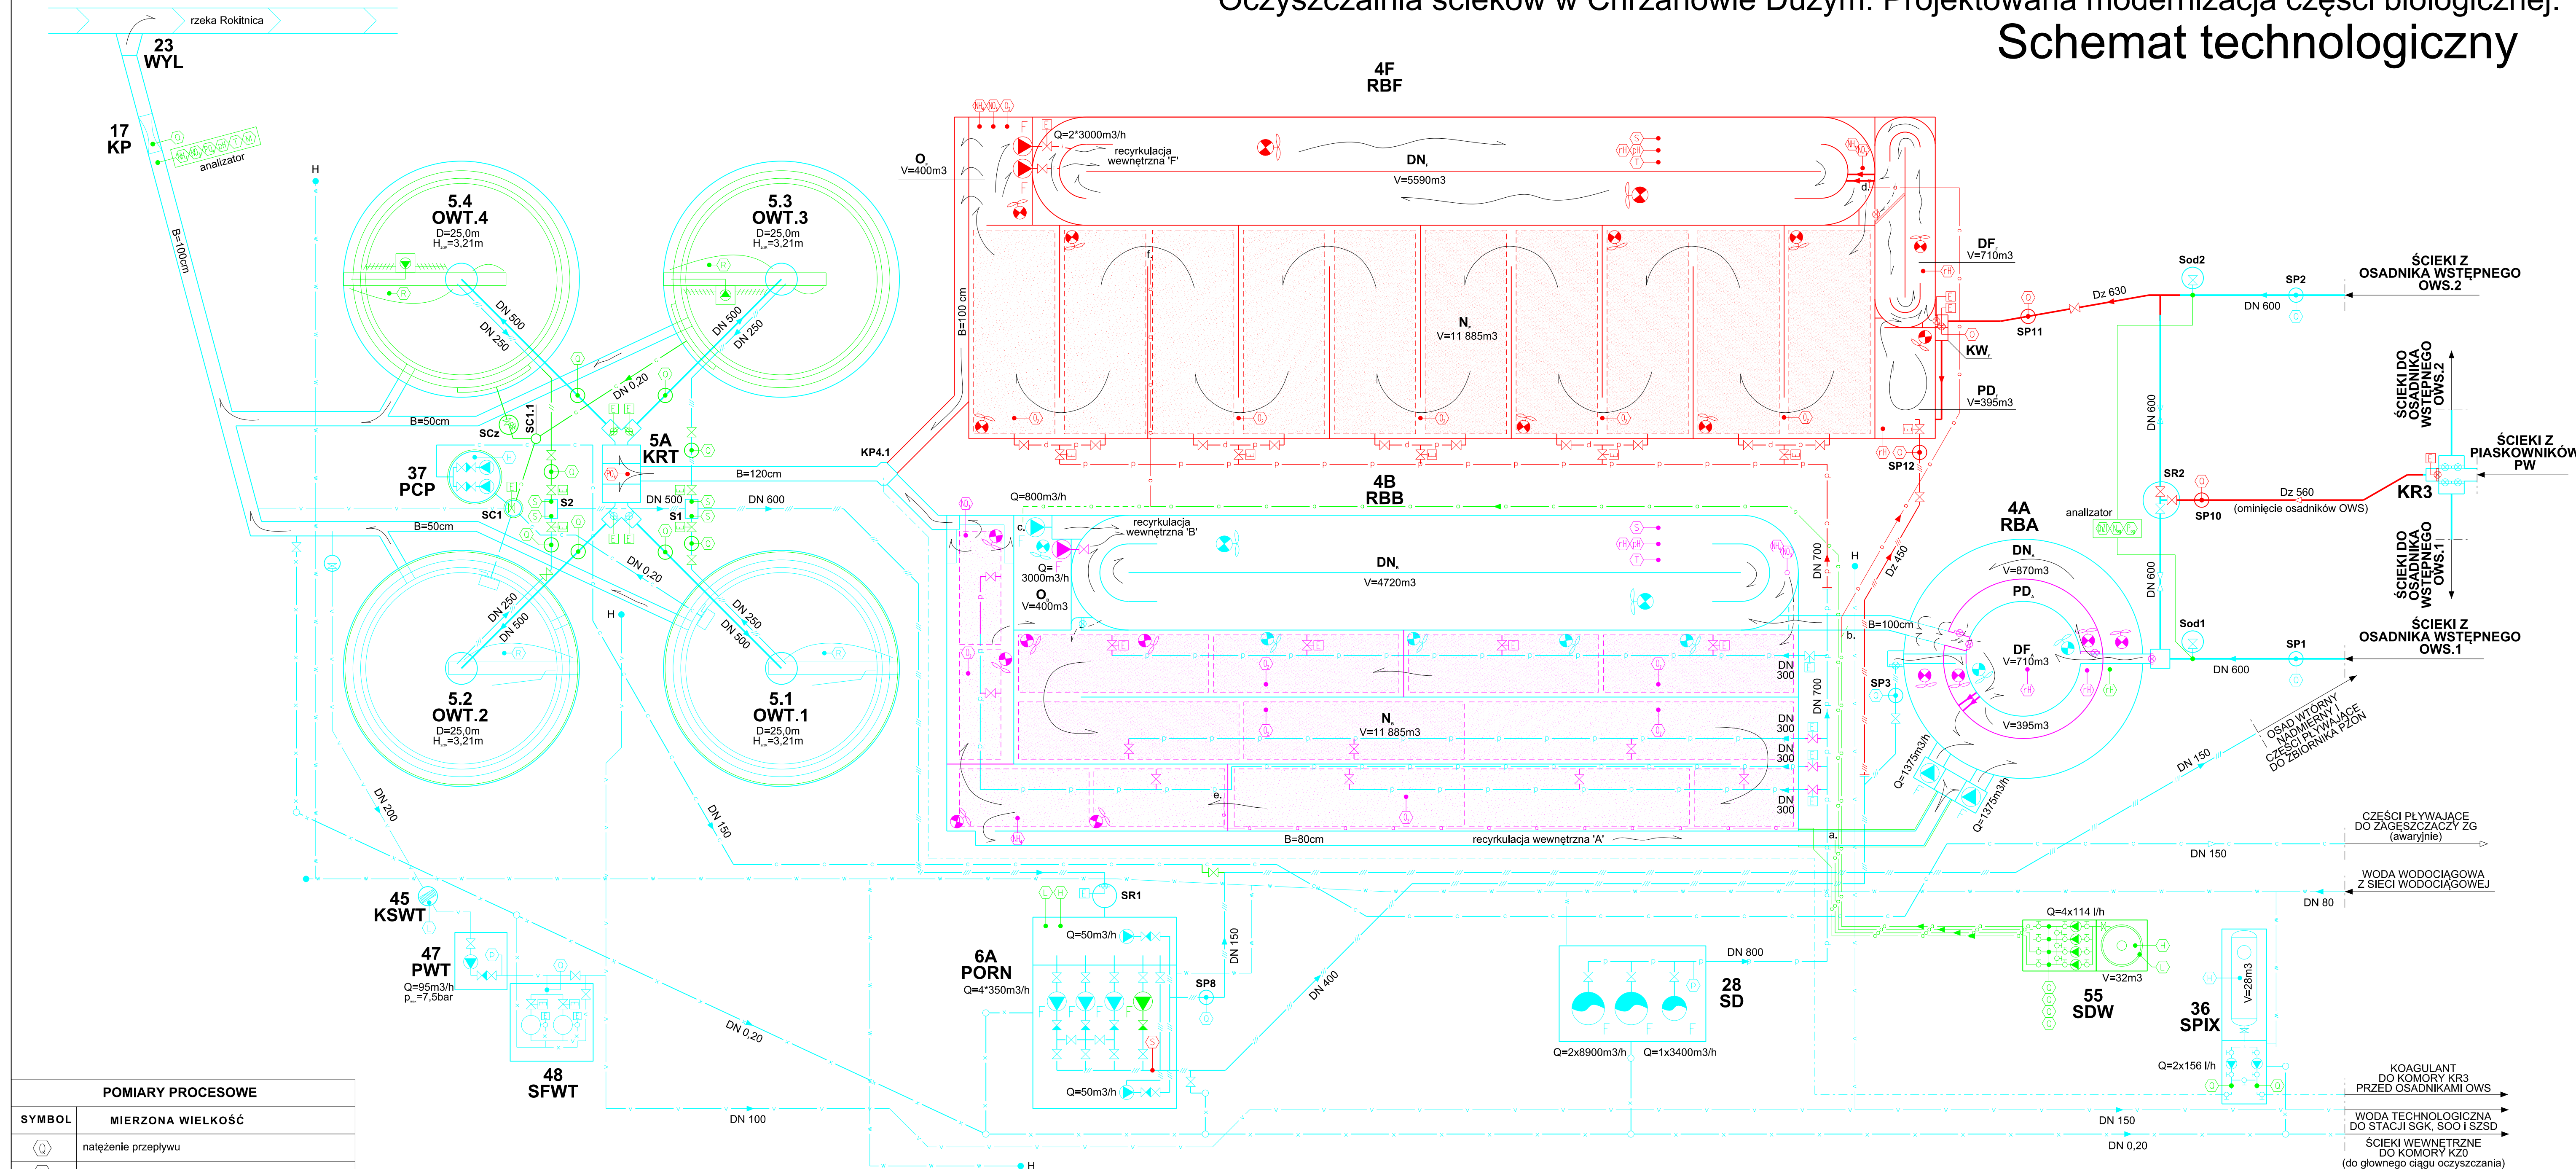 Oczyszczalnia ścieków w Chrzanowie Dużym. Projektowana modernizacja części biologicznej.
Schemat technologiczny
rzeka Rokitnica
23
WYL
17
KP
Q
analizator
B=100cm
H
5.4
OWT.4
D=25,0m
5.3
OWT.3
D=25,0m
R
R
DN 500
DN 250
DN 500
DN 250
DN 0,20
B=50cm
SCz
SC1.1
5A
KRT
37
PCP
H
SC1
S2
DN 500
S1
DN 600
B=120cm
KP4.1
B=50cm
DN 0,20
DN 250
DN 500
DN 250
DN 500
H
5.2
OWT.2
D=25,0m
5.1
OWT.1
D=25,0m
R
R
4F
RBF
Q=2*3000m3/h
recyrkulacja
wewnętrzna 'F'
V=400m3
B=100 cm
V=5590m3
S
rH pH
T
d.
f.
V=11 885m3
V=710m3
rH
V=395m3
rH Q
SP12
SP11
Dz 630
Sod2
SP2
DN 600
ŚCIEKI Z
OSADNIKA WSTĘPNEGO
OWS.2
ŚCIEKI DO
OSADNIKA
WSTĘPNEGO
OWS.2
ŚCIEKI Z
PIASKOWNIKÓW
PW
KR3
DN 600
SR2
SP10
Dz 560
(ominięcie osadników OWS)
analizator
ŚCIEKI DO
OSADNIKA
WSTĘPNEGO
OWS.1
DN 600
Sod1
SP1
DN 600
ŚCIEKI Z
OSADNIKA WSTĘPNEGO
OWS.1
4B
RBB
Q=800m3/h
c.
recyrkulacja
wewnętrzna 'B'
Q=
3000m3/h
V=400m3
V=4720m3
S
rH pH
T
DN 700
H
Dz 450
B=100cm
b.
DN
300
DN 700
DN
300
DN
300
DN
300
V=11 885m3
e.
a.
B=80cm
recyrkulacja wewnętrzna 'A'
SP3
4A
RBA
V=870m3
V=710m3
V=395m3
rH
rH
rH
Q=1375m3/h
Q=1375m3/h
DN 150
OSAD WTÓRNY
NADMIERNY I
CZĘŚCI PŁYWAJĄCE
DO ZBIORNIKA PZON
CZĘŚCI PŁYWAJĄCE
DO ZAGĘSZCZACZY ZG
(awaryjnie)
DN 150
WODA WODOCIĄGOWA
Z SIECI WODOCIĄGOWEJ
DN 80
DN 200
DN 150
45
KSWT
L
47
PWT
Q=95m3/h
48
SFWT
DN 0,20
DN 100
L H
SR1
Q=50m3/h
6A
PORN
Q=4*350m3/h
S
Q=50m3/h
DN 150
SP8
DN 400
DN 800
28
SD
Q=2x8900m3/h
Q=1x3400m3/h
Q=4x114 l/h
H
L
V=32m3
55
SDW
36
SPIX
V=28m3
H
Q=2x156 l/h
KOAGULANT
DO KOMORY KR3
PRZED OSADNIKAMI OWS
WODA TECHNOLOGICZNA
DO STACJI SGK, SOO i SZSD
DN 150
DN 0,20
ŚCIEKI WEWNĘTRZNE
DO KOMORY KZ0
(do głownego ciągu oczyszczania)
H
POMIARY PROCESOWE
SYMBOL MIERZONA WIELKOŚĆ
Q natężenie przepływu